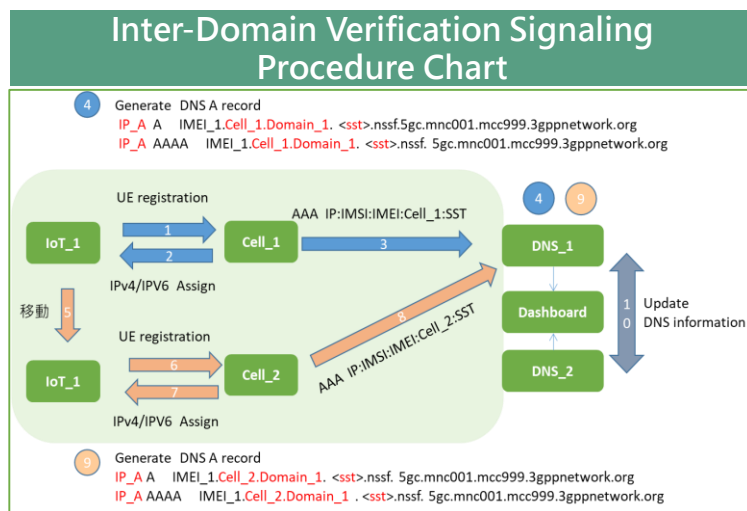 Inter-Domain Verification Signaling
Procedure Chart
4 Generate DNS A record
IP_A A IMEI_1.Cell_1.Domain_1. <sst>.nssf.5gc.mnc001.mcc999.3gppnetwork.org
IP_A AAAA IMEI_1.Cell_1.Domain_1. <sst>.nssf. 5gc.mnc001.mcc999.3gppnetwork.org
UE registration
AAA IP:IMSI:IMEI:Cell_1:SST
4 9
IoT_1
1
2
Cell_1
3
DNS_1
IPv4/IPV6 Assign
移動
5
8
AAA IP:IMSI:IMEI:Cell_2:SST
Dashboard
10
Update
DNS information
UE registration
IoT_1
6
7
Cell_2
DNS_2
IPv4/IPV6 Assign
9 Generate DNS A record
IP_A A IMEI_1.Cell_2.Domain_1. <sst>.nssf. 5gc.mnc001.mcc999.3gppnetwork.org
IP_A AAAA IMEI_1.Cell_2.Domain_1 . <sst>.nssf. 5gc.mnc001.mcc999.3gppnetwork.org